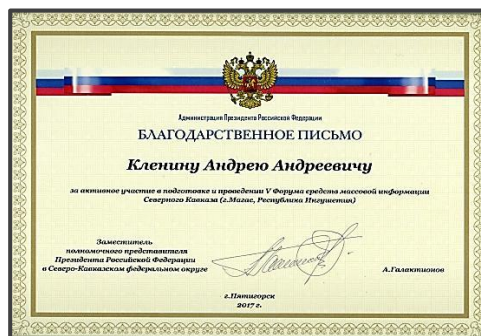 Администрация Президента Российской Федерации
БЛАГОДАРСТВЕННОЕ ПИСЬМО
Кленину Андрею Андреевичу
за активное участие в подготовке и проведении V Форума средств массовой информации
Северного Кавказа (г.Магас, Республика Ингушетия)
Заместитель
полномочного представителя
Президента Российской Федерации
в Северо-Кавказском федеральном округе
А.Галактионов
г.Пятигорск
2017 г.